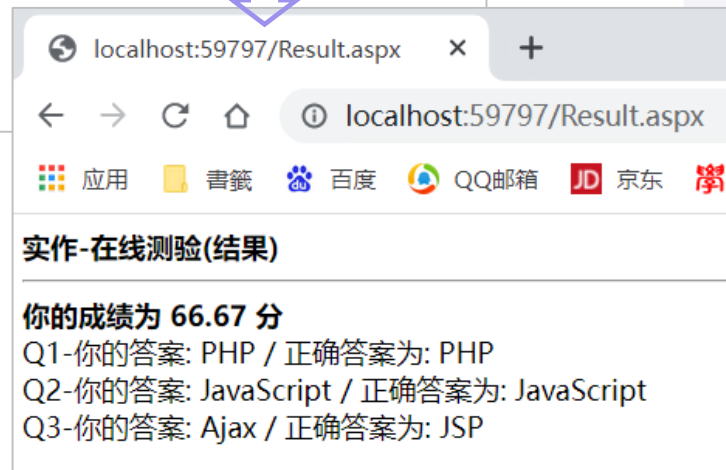 localhost:59797/Result.aspx
localhost:59797/Result.aspx
应用 書籤 百度 QQ邮箱 JD 京东 學
实作-在线测验(结果)
你的成绩为 66.67 分
Q1-你的答案: PHP / 正确答案为: PHP
Q2-你的答案: JavaScript / 正确答案为: JavaScript
Q3-你的答案: Ajax / 正确答案为: JSP